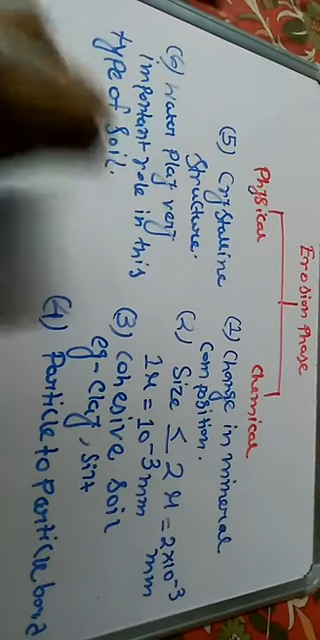 Erosion phase
Physical
Chemical
(1) Change in mineral
composition.
(2) Size ≤ 2 μ = 2×10⁻³
mm
1μ = 10⁻³ mm
(3) cohesive soil
eg- Clay, Silt
(4) Particle to particle bond
(5) Crystalline
Structure.
(6) Water play very
important role in this
type of soil.